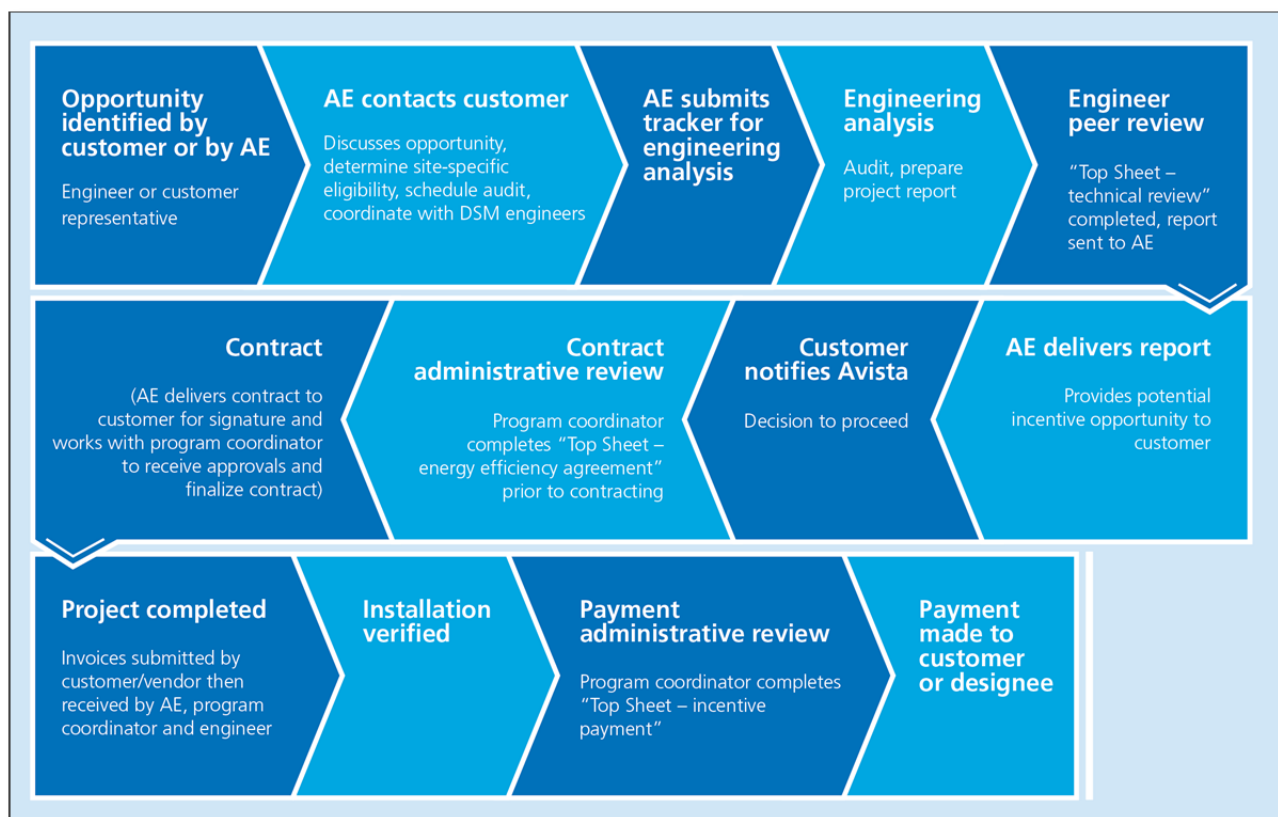 Opportunity
identified by
customer or by AE
Engineer or customer
representative
AE contacts customer
Discusses opportunity,
determine site-specific
eligibility, schedule audit,
coordinate with DSM engineers
AE submits
tracker for
engineering
analysis
Engineering
analysis
Audit, prepare
project report
Engineer
peer review
“Top Sheet –
technical review”
completed, report
sent to AE
AE delivers report
Provides potential
incentive opportunity to
customer
Customer
notifies Avista
Decision to proceed
Contract
administrative review
Program coordinator
completes “Top Sheet –
energy efficiency agreement”
prior to contracting
Contract
(AE delivers contract to
customer for signature and
works with program coordinator
to receive approvals and
finalize contract)
Project completed
Invoices submitted by
customer/vendor then
received by AE, program
coordinator and engineer
Installation
verified
Payment
administrative review
Program coordinator completes
“Top Sheet – incentive
payment”
Payment
made to
customer
or designee